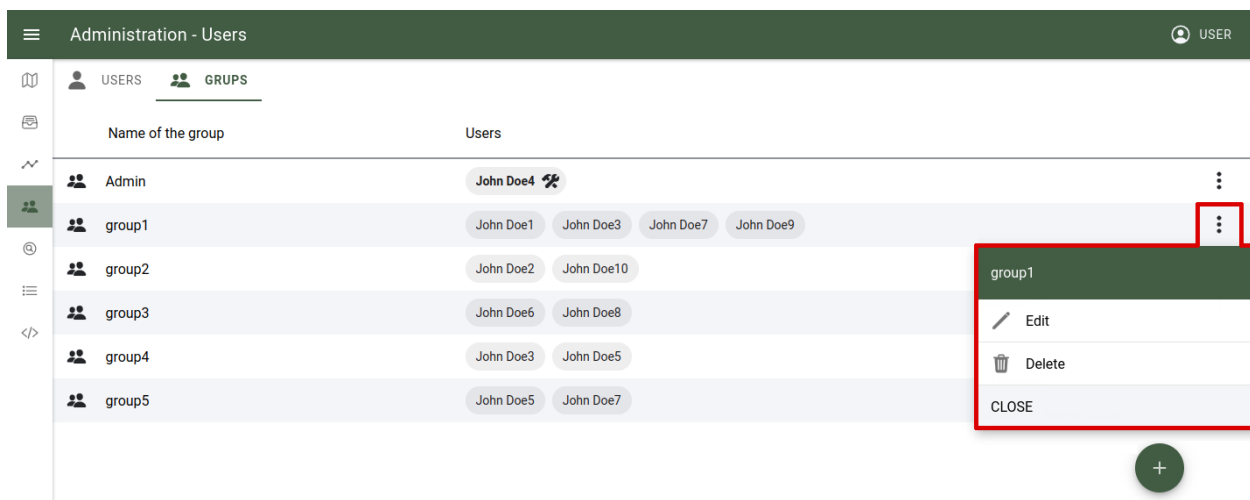 Administration - Users USER
USERS GRUPS
Name of the group Users
Admin John Doe4
group1 John Doe1 John Doe3 John Doe7 John Doe9
group2 John Doe2 John Doe10
group1
group3 John Doe6 John Doe8
Edit
group4 John Doe3 John Doe5
Delete
group5 John Doe5 John Doe7
CLOSE